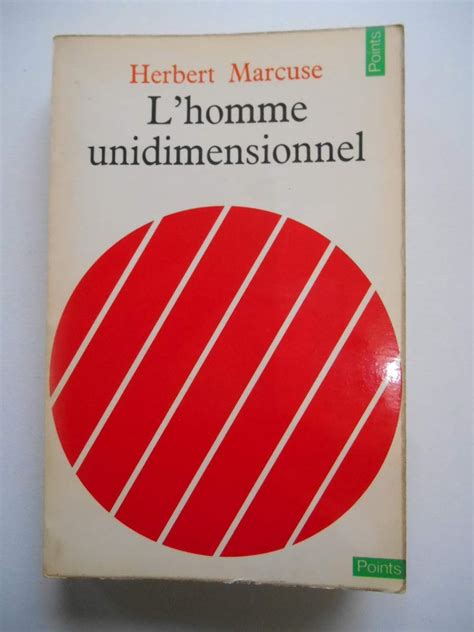 Points
Herbert Marcuse
L'homme
unidimensionnel
Points